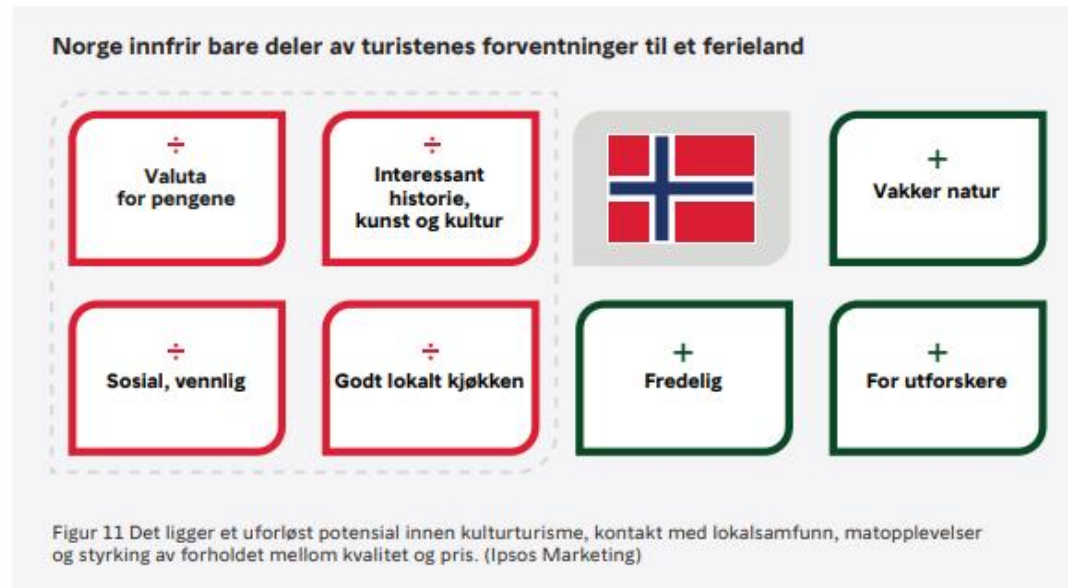 Norge innfrir bare deler av turistenes forventninger til et ferieland
÷
Valuta
for pengene
÷
Interessant
historie,
kunst og kultur
+
Vakker natur
÷
Sosial, vennlig
÷
Godt lokalt kjøkken
+
Fredelig
+
For utforskere
Figur 11 Det ligger et uforløst potensial innen kulturturisme, kontakt med lokalsamfunn, matopplevelser
og styrking av forholdet mellom kvalitet og pris. (Ipsos Marketing)